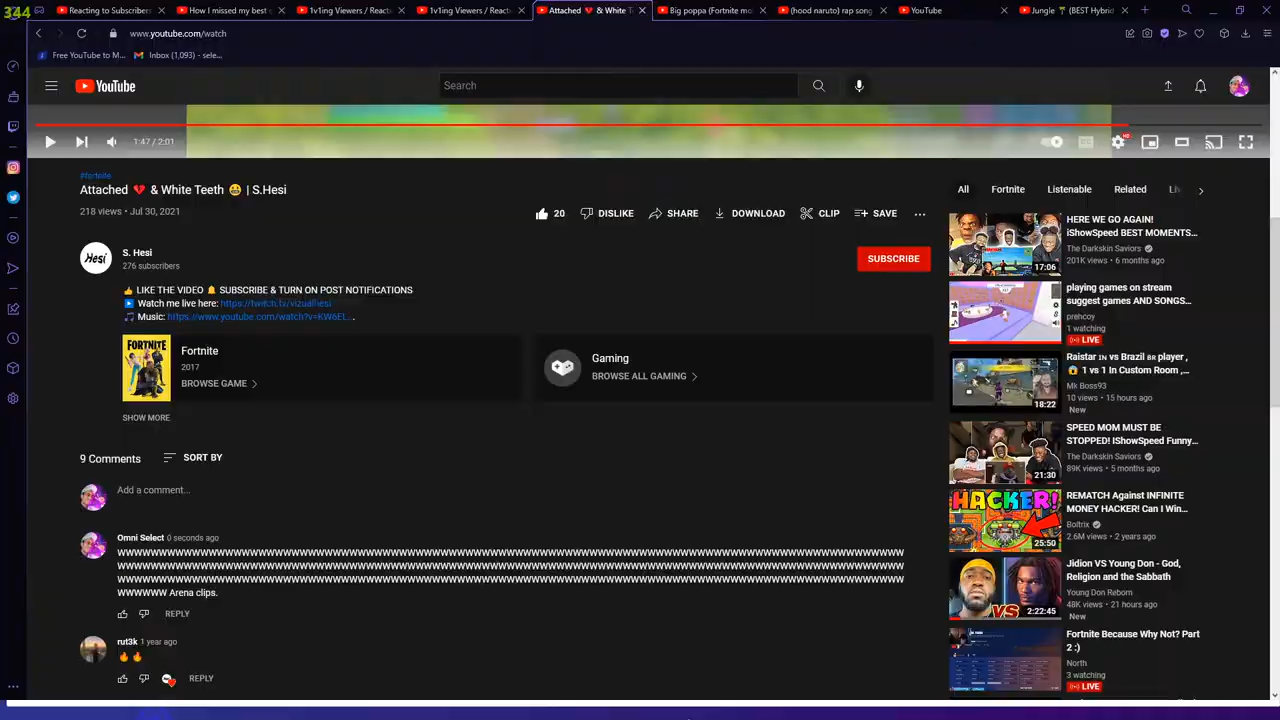 344
Reacting to Subscribers
How I missed my best
1v1ing Viewers / Reacti
1v1ing Viewers / Reacti
Attached 💔 & White T
Big poppa (Fortnite mo
(hood naruto) rap song
YouTube
Jungle 🌴 (BEST Hybrid
www.youtube.com/watch
Free YouTube to M...
Inbox (1,093) - sele...
YouTube
Search
1:47 / 2:01
HD
#fortnite
Attached 💔 & White Teeth 😁 | S.Hesi
218 views • Jul 30, 2021
20
DISLIKE
SHARE
DOWNLOAD
CLIP
SAVE
Hesi
S. Hesi
276 subscribers
SUBSCRIBE
👍 LIKE THE VIDEO 🔔 SUBSCRIBE & TURN ON POST NOTIFICATIONS
▶ Watch me live here: https://twitch.tv/vizualhesi
🎵 Music: https://www.youtube.com/watch?v=KW6EL...
FORTNITE
Fortnite
2017
BROWSE GAME
Gaming
BROWSE ALL GAMING
SHOW MORE
9 Comments
SORT BY
Add a comment...
Omni Select 0 seconds ago
WWWWWWWWWWWWWWWWWWWWWWWWWWWWWWWWWWWWWWWWWWWWWWWWWWWWWWWWWWWWWWWWWWWWWWWWWWWWWWWWWWWWWWWWWWWWWWW
WWWWWWWWWWWWWWWWWWWWWWWWWWWWWWWWWWWWWWWWWWWWWWWWWWWWWWWWWWWWWWWWWWWWWWWWWWWWWWWWWWWWWWWWWWWWWWW
WWWWWWWWWWWWWWWWWWWWWWWWWWWWWWWWWWWWWWWWWWWWWWWWWWWWWWWWWWWWWWWWWWWWWWWWWWWWWWWWWWWWWWWWWWWWWWW
WWWWWW Arena clips.
REPLY
rut3k 1 year ago
🔥🔥
REPLY
All
Fortnite
Listenable
Related
Liv
HERE WE GO AGAIN!
iShowSpeed BEST MOMENTS...
The Darkskin Saviors
201K views • 6 months ago
17:06
playing games on stream
suggest games AND SONGS...
prehcoy
1 watching
LIVE
Raistar IN vs Brazil BR player ,
😱 1 vs 1 In Custom Room ,...
Mk Boss93
10 views • 15 hours ago
New
18:22
SPEED MOM MUST BE
STOPPED! IShowSpeed Funny...
The Darkskin Saviors
89K views • 5 months ago
21:30
HACKER!
REMATCH Against INFINITE
MONEY HACKER! Can I Win...
Boltrix
2.6M views • 2 years ago
25:50
Jidion VS Young Don - God,
Religion and the Sabbath
Young Don Reborn
48K views • 21 hours ago
New
VS
2:22:45
Fortnite Because Why Not? Part
2 :)
North
3 watching
LIVE